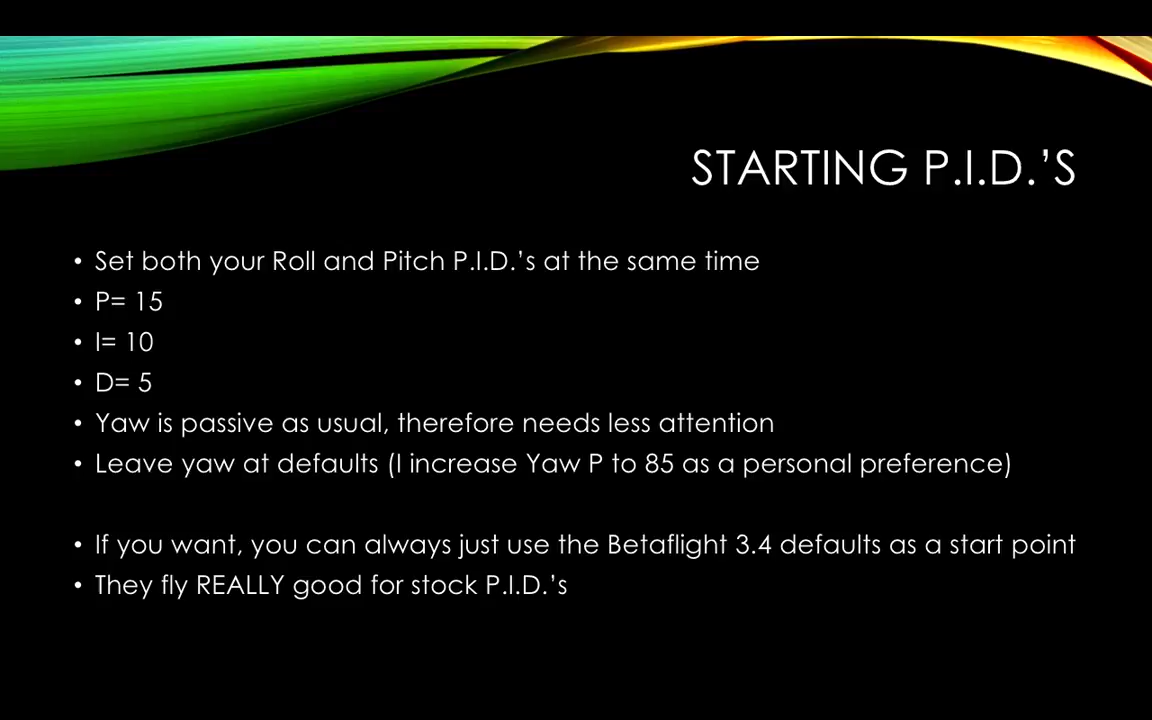 STARTING P.I.D.’S
• Set both your Roll and Pitch P.I.D.’s at the same time
• P= 15
• I= 10
• D= 5
• Yaw is passive as usual, therefore needs less attention
• Leave yaw at defaults (I increase Yaw P to 85 as a personal preference)
• If you want, you can always just use the Betaflight 3.4 defaults as a start point
• They fly REALLY good for stock P.I.D.’s